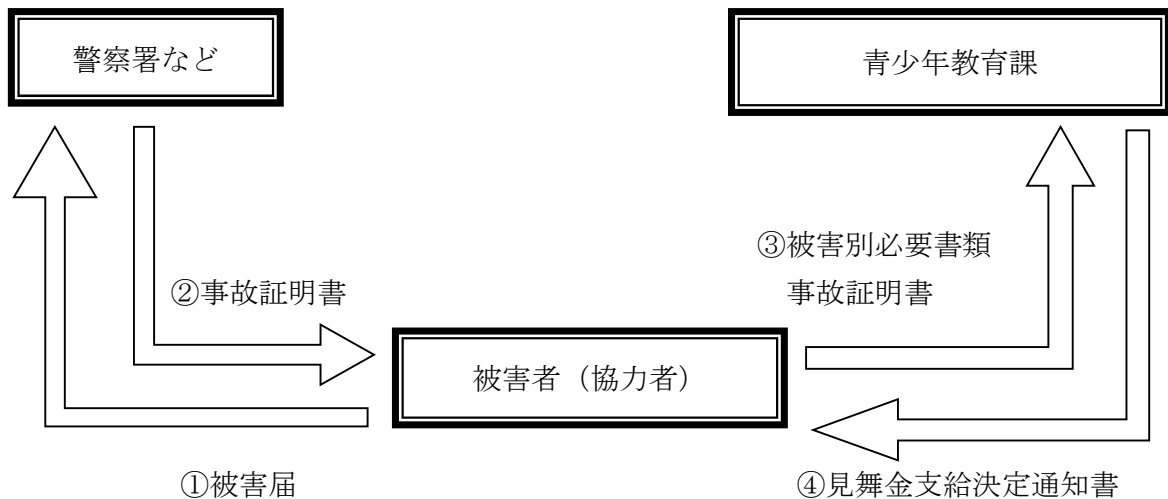 警察署など
青少年教育課
③被害別必要書類
事故証明書
②事故証明書
被害者（協力者）
①被害届
④見舞金支給決定通知書